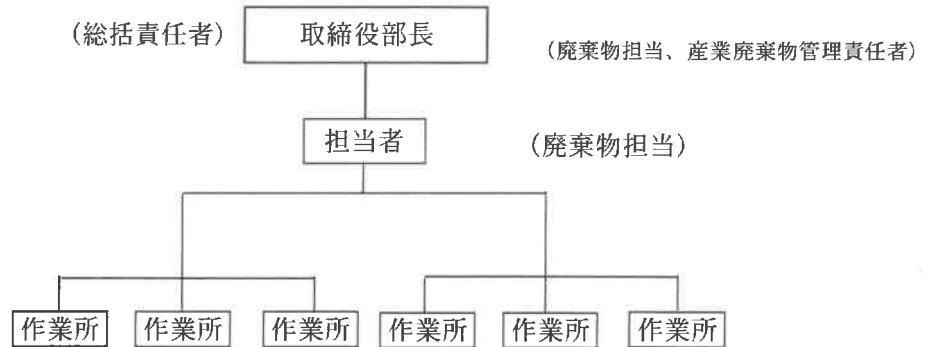 (総括責任者)
取締役部長
(廃棄物担当、産業廃棄物管理責任者)
担当者
(廃棄物担当)
作業所 作業所 作業所 作業所 作業所 作業所